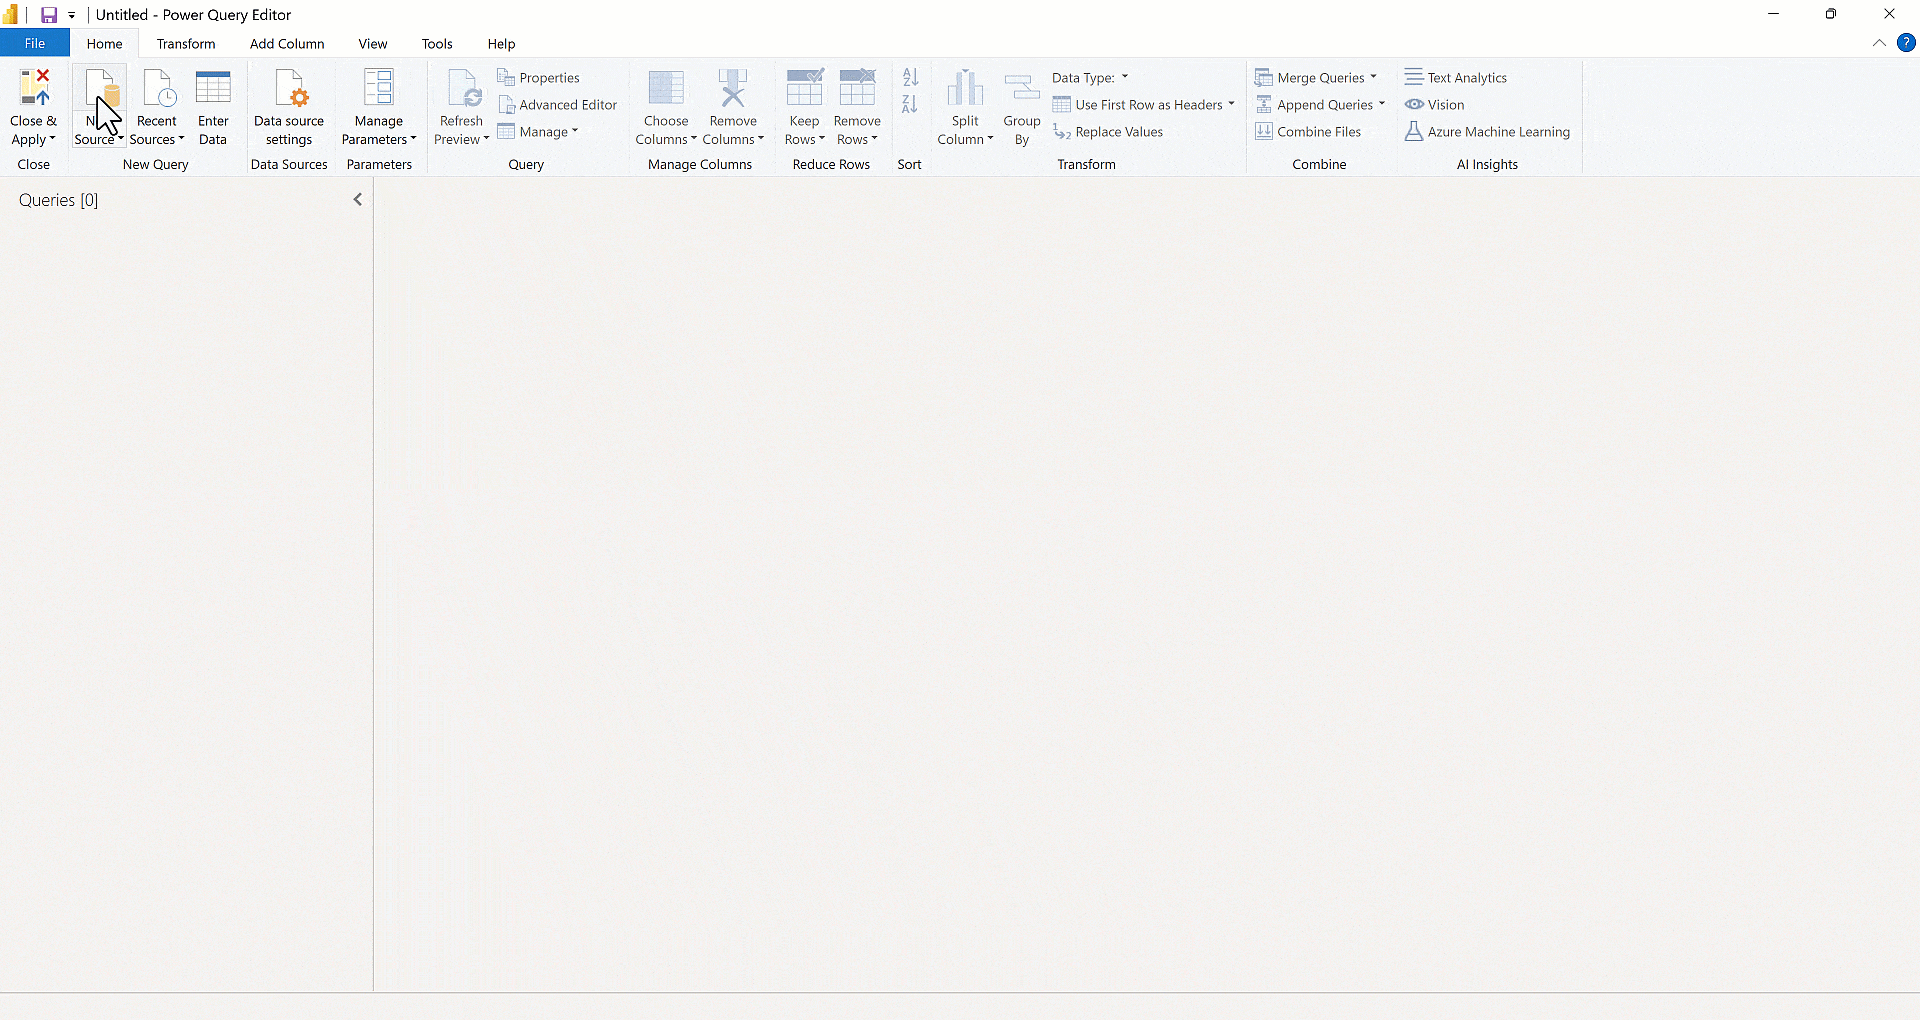 Untitled - Power Query Editor
File Home Transform Add Column View Tools Help
?
Close & Apply
Source
Recent Sources
Enter Data
Data source settings
Manage Parameters
Refresh Preview
Properties
Advanced Editor
Manage
Choose Columns
Remove Columns
Keep Rows
Remove Rows
A Z
Z A
Split Column
Group By
Data Type:
Use First Row as Headers
1 2 Replace Values
Merge Queries
Append Queries
Combine Files
Text Analytics
Vision
Azure Machine Learning
Close New Query Data Sources Parameters Query Manage Columns Reduce Rows Sort Transform Combine AI Insights
Queries [0]